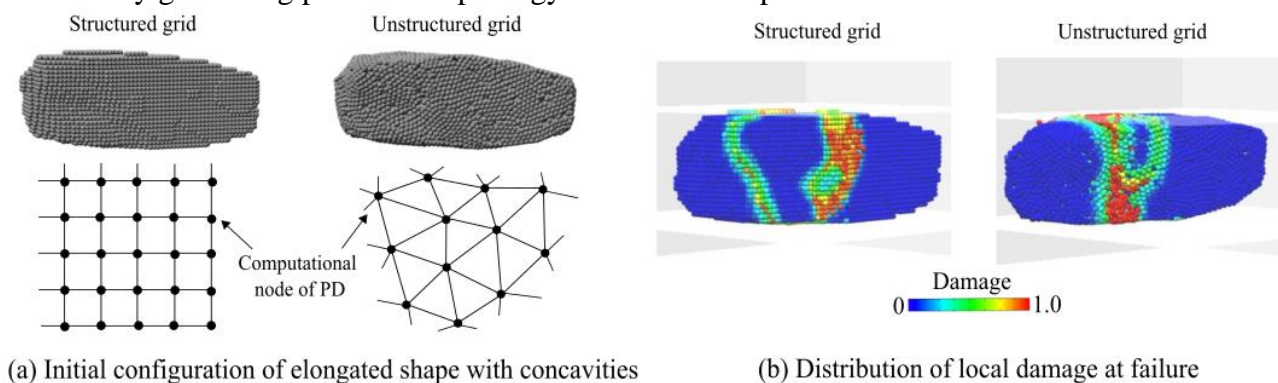 Structured grid
Unstructured grid
Computational
node of PD
(a) Initial configuration of elongated shape with concavities
Structured grid
Unstructured grid
Damage
0
1.0
(b) Distribution of local damage at failure